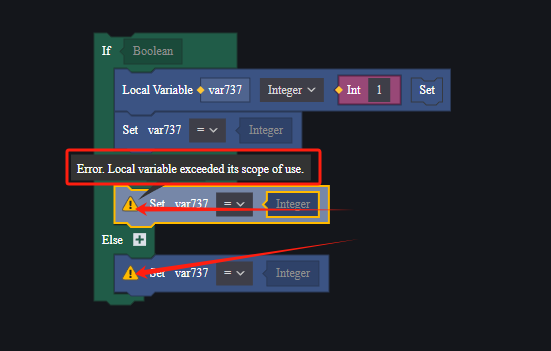 If Boolean
Local Variable var737 Integer Int 1 Set
Set var737 = Integer
Error. Local variable exceeded its scope of use.
Set var737 = Integer
Else +
Set var737 = Integer